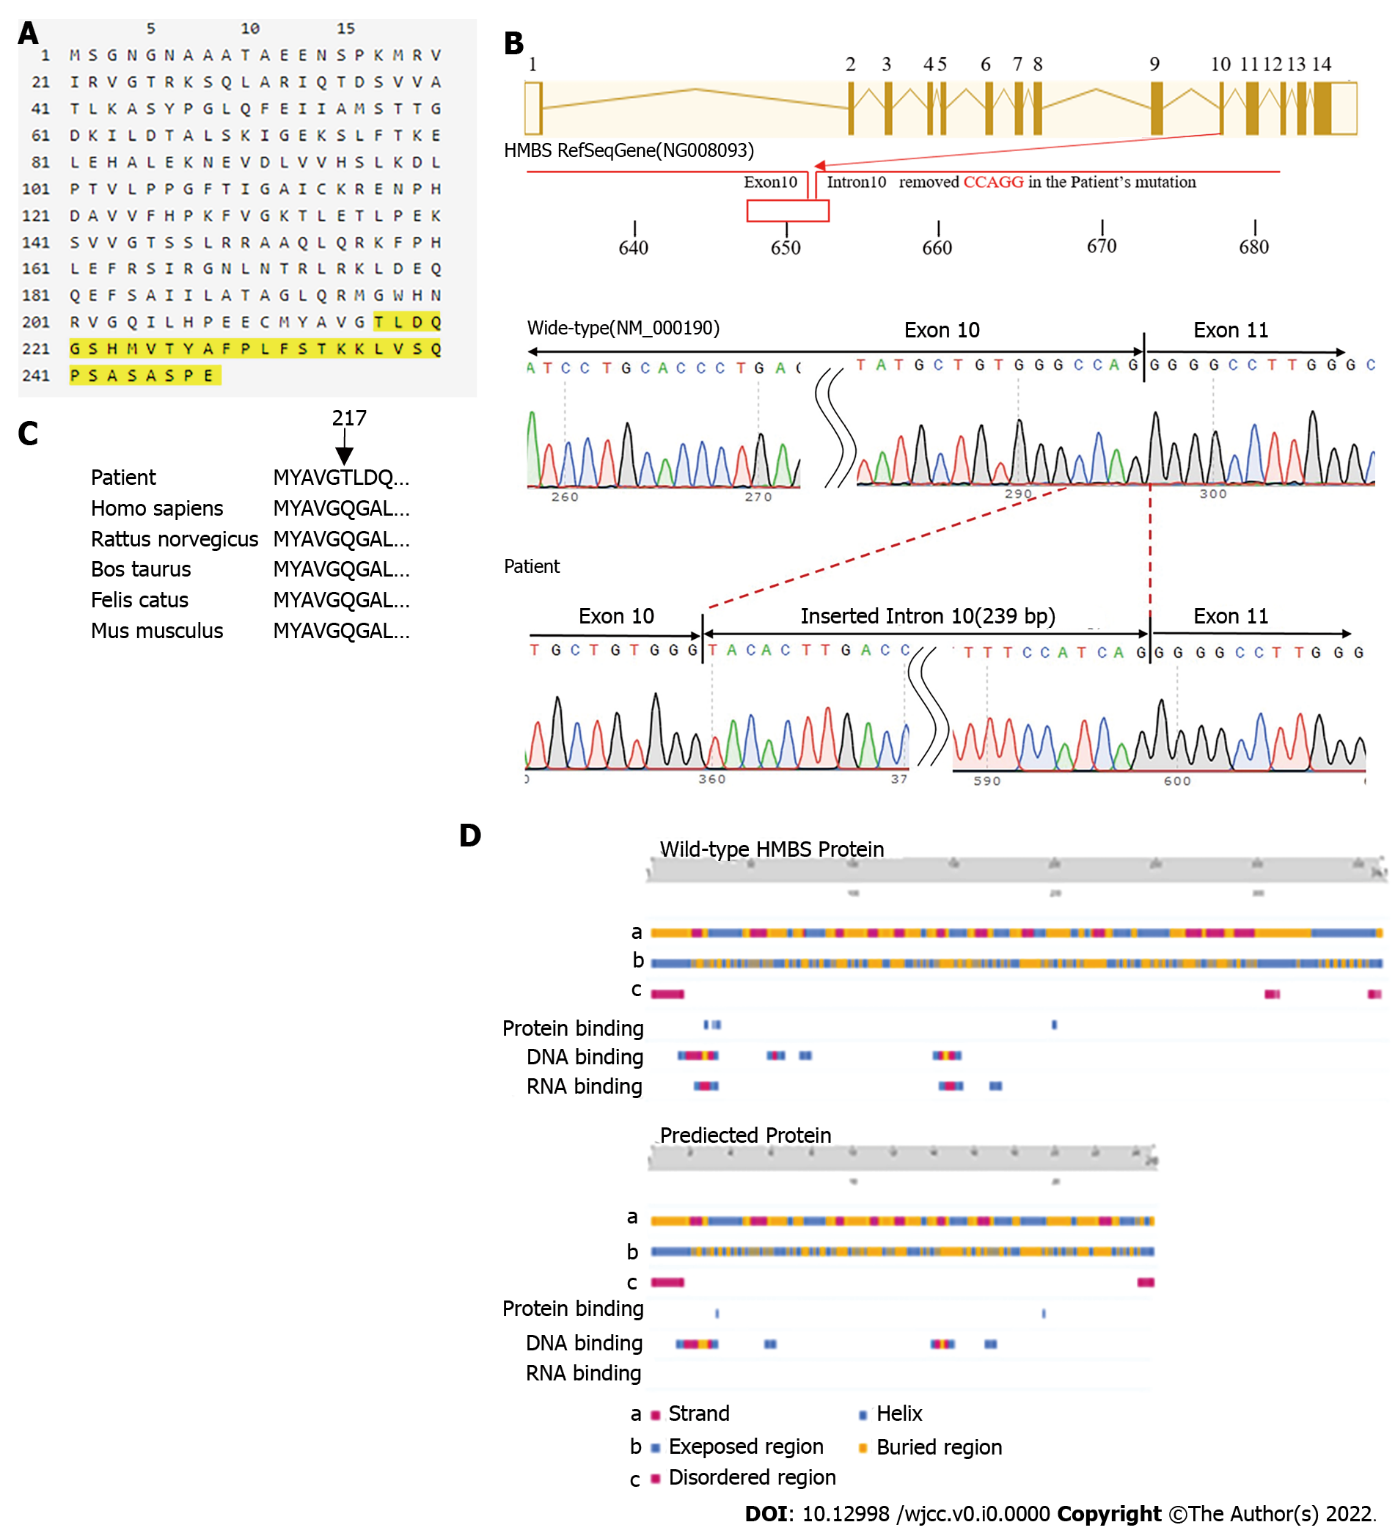 A
5 10 15
1 M S G N G N A A A T A E E N S P K M R V
21 I R V G T R K S Q L A R I Q T D S V V A
41 T L K A S Y P G L Q F E I I A M S T T G
61 D K I L D T A L S K I G E K S L F T K E
81 L E H A L E K N E V D L V V H S L K D L
101 P T V L P P G F T I G A I C K R E N P H
121 D A V V F H P K F V G K T L E T L P E K
141 S V V G T S S L R R A A Q L Q R K F P H
161 L E F R S I R G N L N T R L R K L D E Q
181 Q E F S A I I L A T A G L Q R M G W H N
201 R V G Q I L H P E E C M Y A V G T L D Q
221 G S H M V T Y A F P L F S T K K L V S Q
241 P S A S A S P E
B
1 2 3 4 5 6 7 8 9 10 11 12 13 14
HMBS RefSeqGene(NG008093)
Exon10 Intron10 removed CCAGG in the Patient's mutation
640 650 660 670 680
Wide-type(NM_000190) Exon 10 Exon 11
A T C C T G C A C C C T G A C T A T G C T G T G G G C C A G G G G C C T T G G G C
260 270 290 300
Patient
Exon 10 Inserted Intron 10(239 bp) Exon 11
T G C T G T G G G T A C A C T T G A C C T T T C C A T C A G G G G C C T T G G G
360 37 590 600
C
217
Patient MYAVGTLDQ...
Homo sapiens MYAVGQGAL...
Rattus norvegicus MYAVGQGAL...
Bos taurus MYAVGQGAL...
Felis catus MYAVGQGAL...
Mus musculus MYAVGQGAL...
D
Wild-type HMBS Protein
a
b
c
Protein binding
DNA binding
RNA binding
Prediected Protein
a
b
c
Protein binding
DNA binding
RNA binding
a Strand Helix
b Exeposed region Buried region
c Disordered region
DOI: 10.12998 /wjcc.v0.i0.0000 Copyright ©The Author(s) 2022.